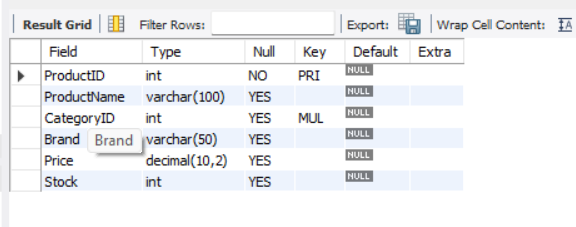 Result Grid Filter Rows: Export: Wrap Cell Content: IA
Field Type Null Key Default Extra
ProductID int NO PRI NULL
ProductName varchar(100) YES NULL
CategoryID int YES MUL NULL
Brand Brand varchar(50) YES NULL
Price decimal(10,2) YES NULL
Stock int YES NULL